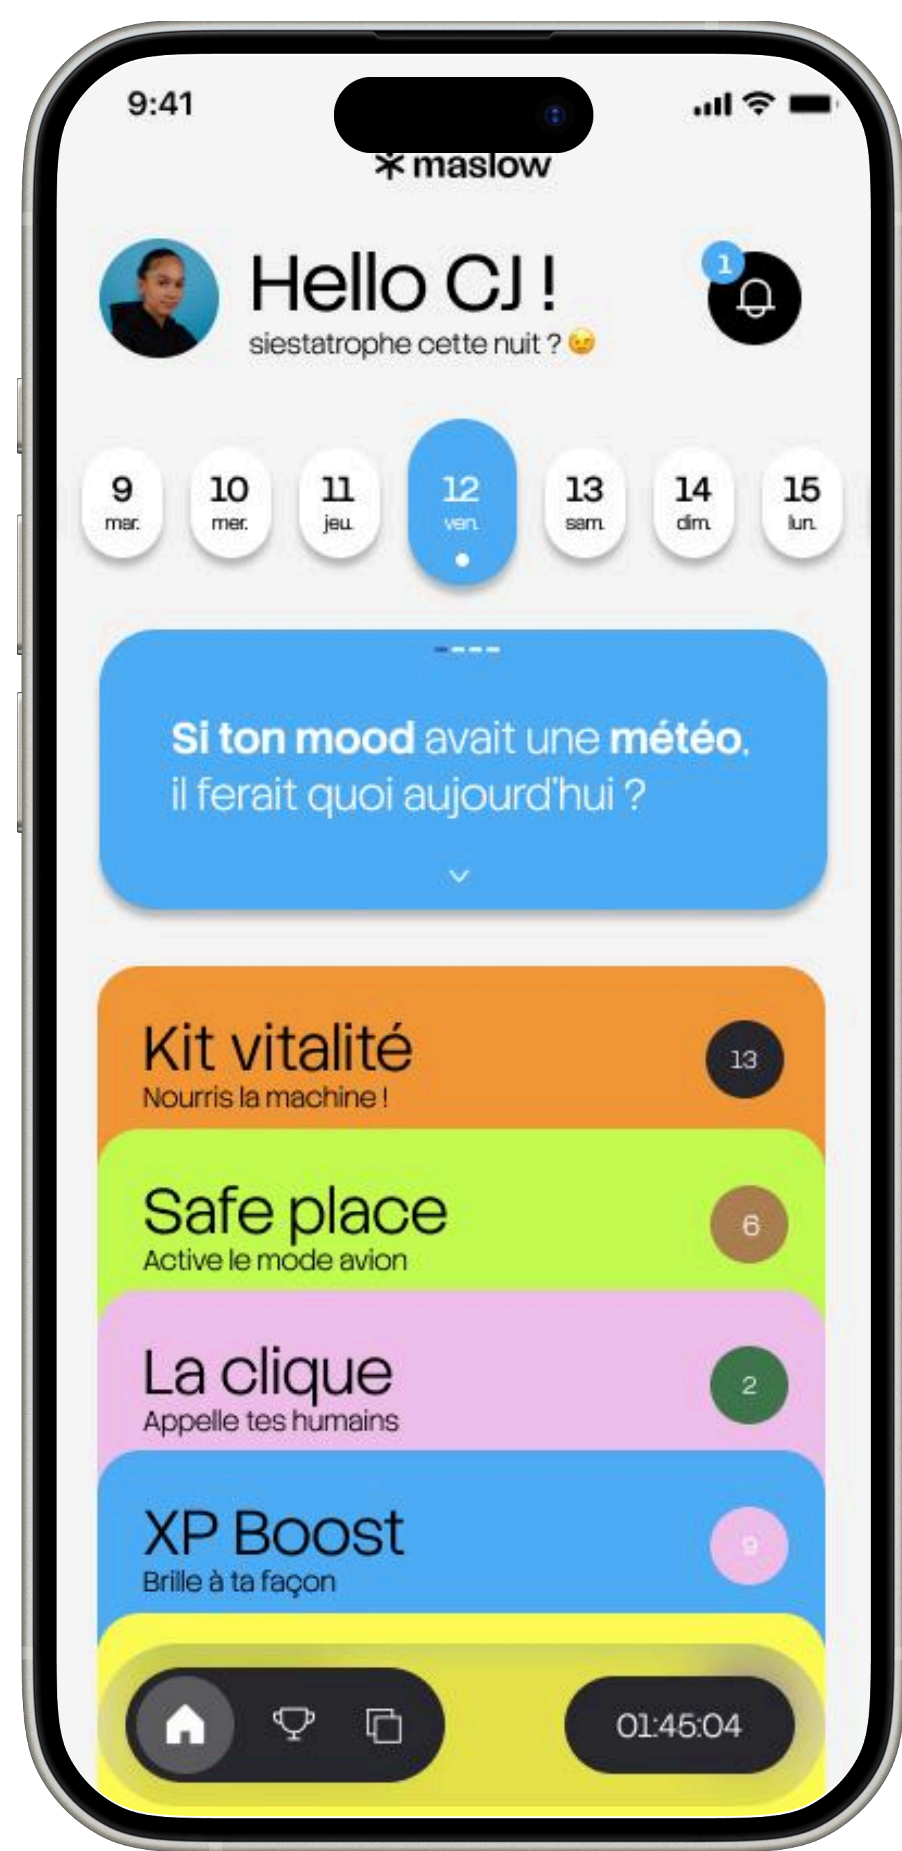 9:41
maslow
Hello CJ !
1
siestatrophe cette nuit ? 😉
9 10 11 12 13 14 15
mar. mer. jeu. ven. sam. dim. lun.
Si ton mood avait une météo,
il ferait quoi aujourd'hui ?
Kit vitalité
13
Nourris la machine !
Safe place
6
Active le mode avion
La clique
2
Appelle tes humains
XP Boost
9
Brille à ta façon
01:45:04